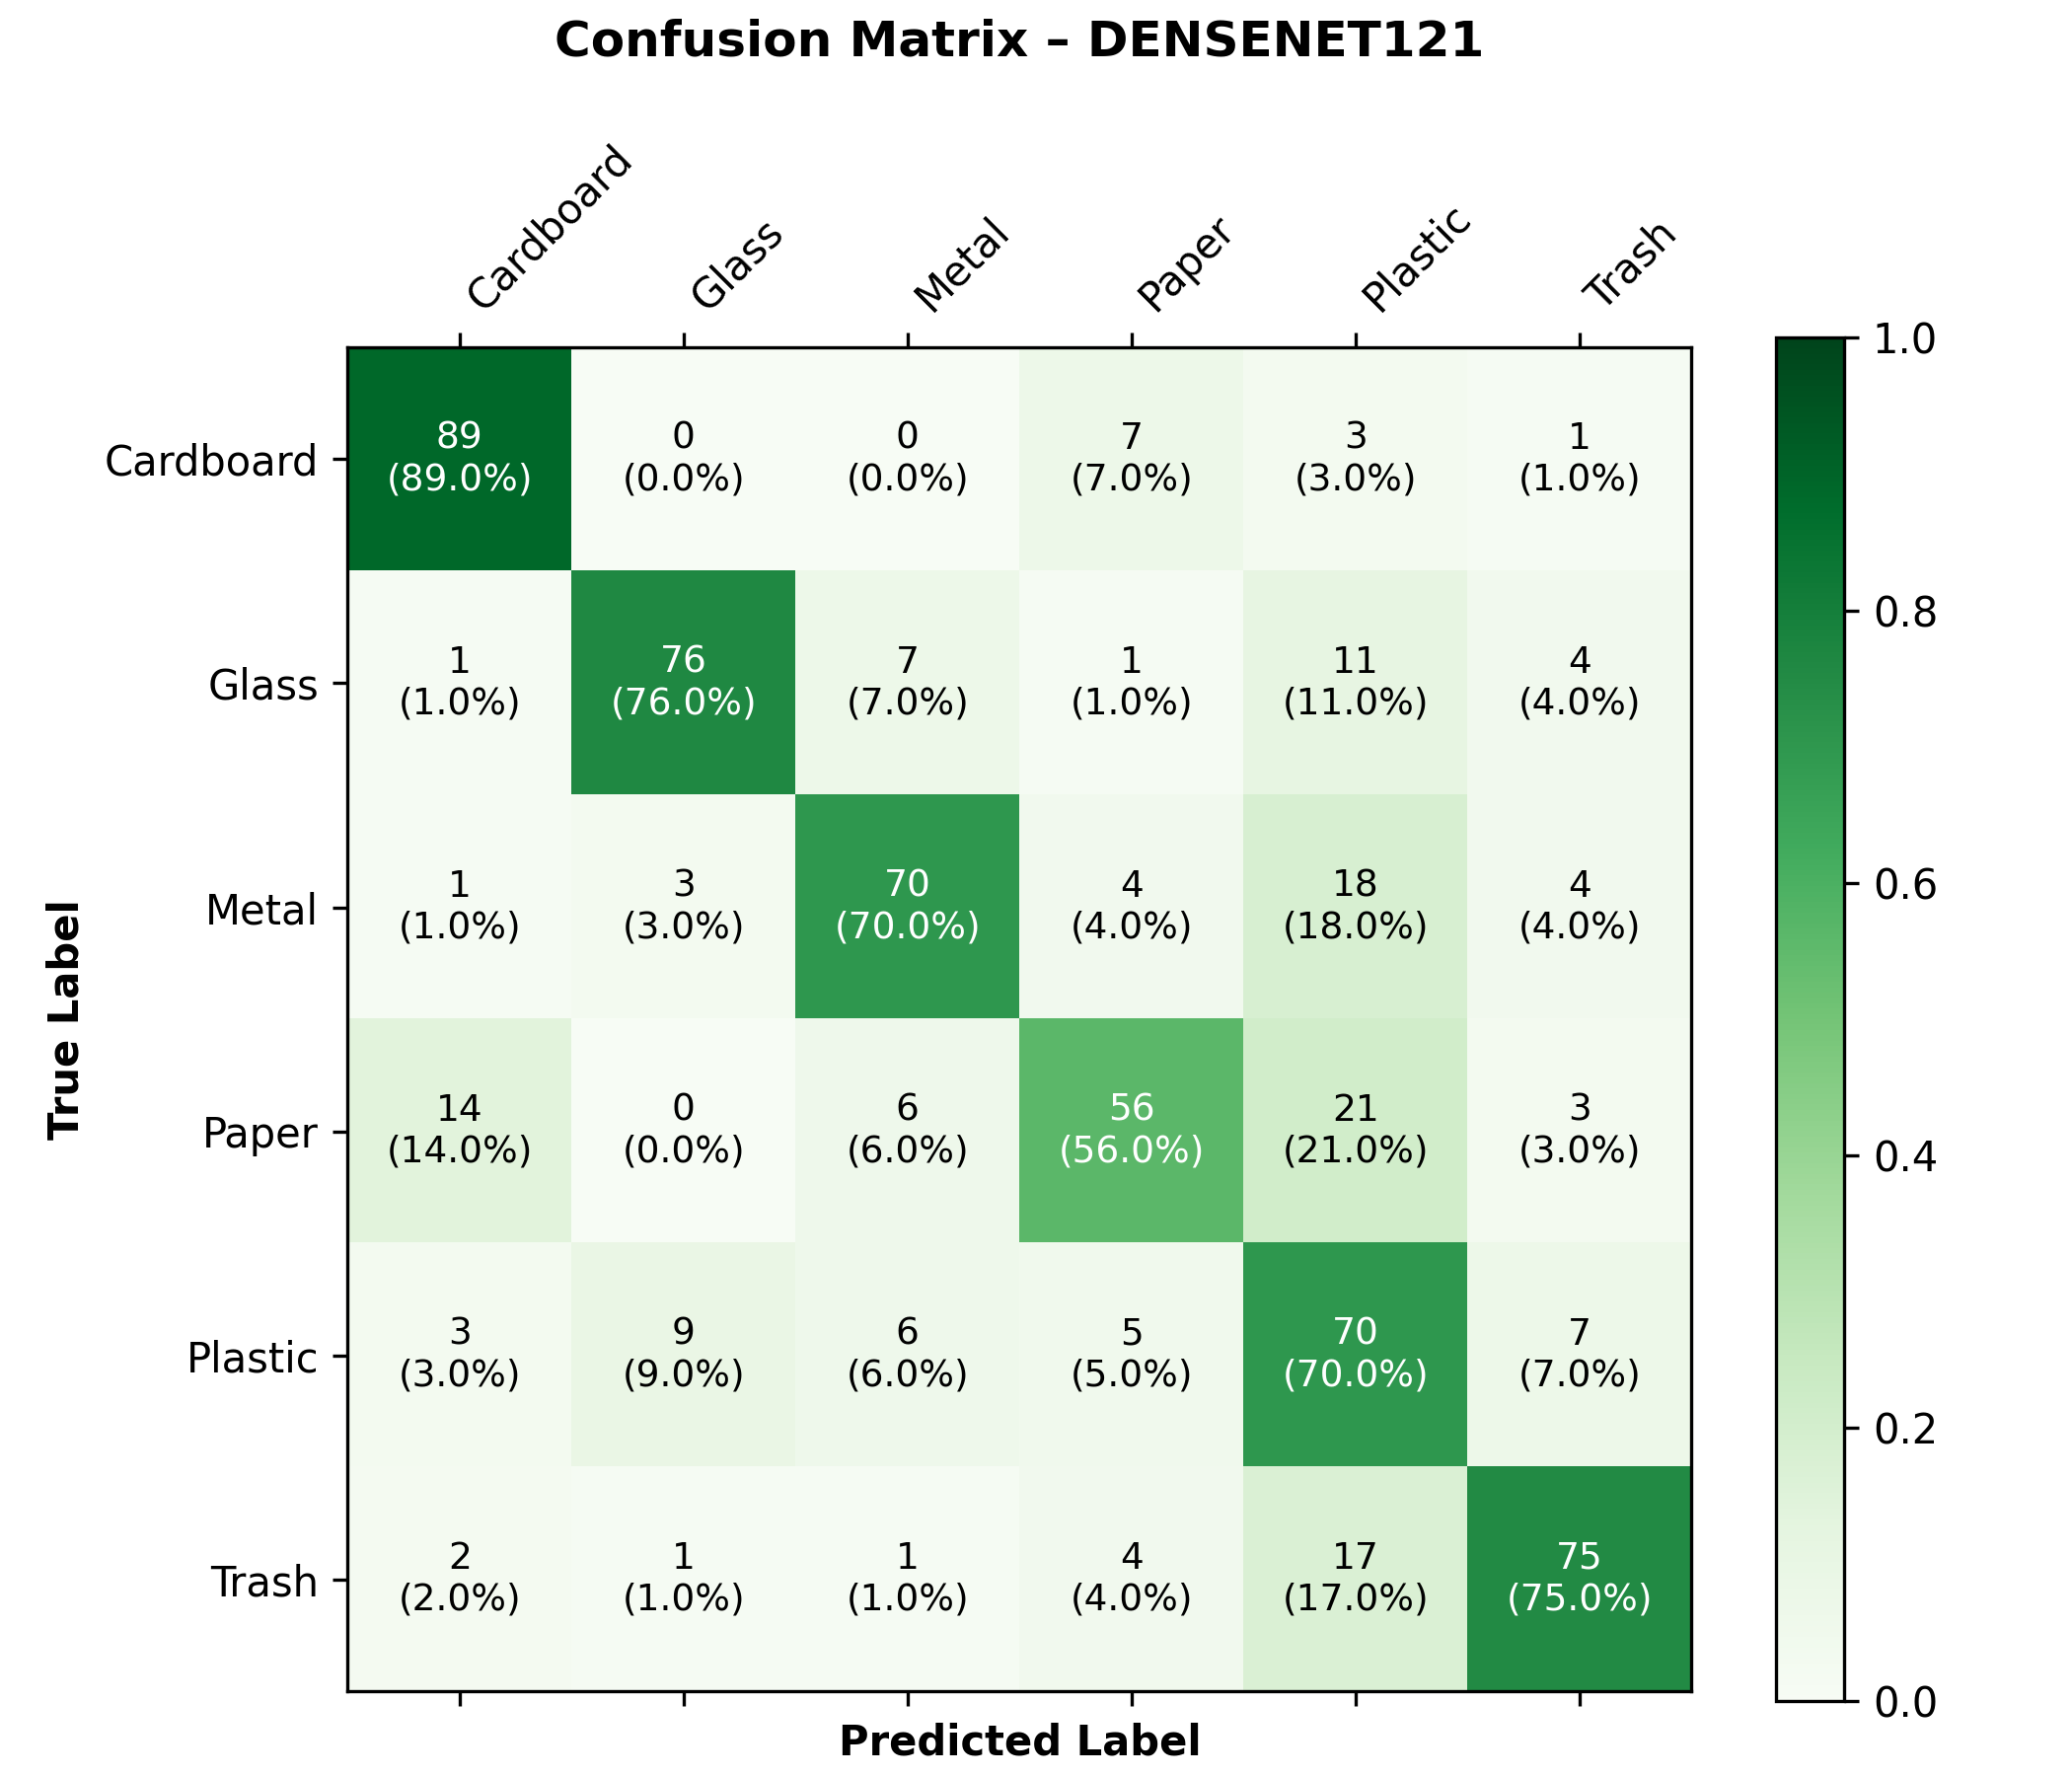 Confusion Matrix – DENSENET121
Cardboard
Glass
Metal
Paper
Plastic
Trash
1.0
0.8
0.6
0.4
0.2
0.0
True Label
Cardboard
89 0 0 7 3 1
(89.0%) (0.0%) (0.0%) (7.0%) (3.0%) (1.0%)
Glass
1 76 7 1 11 4
(1.0%) (76.0%) (7.0%) (1.0%) (11.0%) (4.0%)
Metal
1 3 70 4 18 4
(1.0%) (3.0%) (70.0%) (4.0%) (18.0%) (4.0%)
Paper
14 0 6 56 21 3
(14.0%) (0.0%) (6.0%) (56.0%) (21.0%) (3.0%)
Plastic
3 9 6 5 70 7
(3.0%) (9.0%) (6.0%) (5.0%) (70.0%) (7.0%)
Trash
2 1 1 4 17 75
(2.0%) (1.0%) (1.0%) (4.0%) (17.0%) (75.0%)
Predicted Label